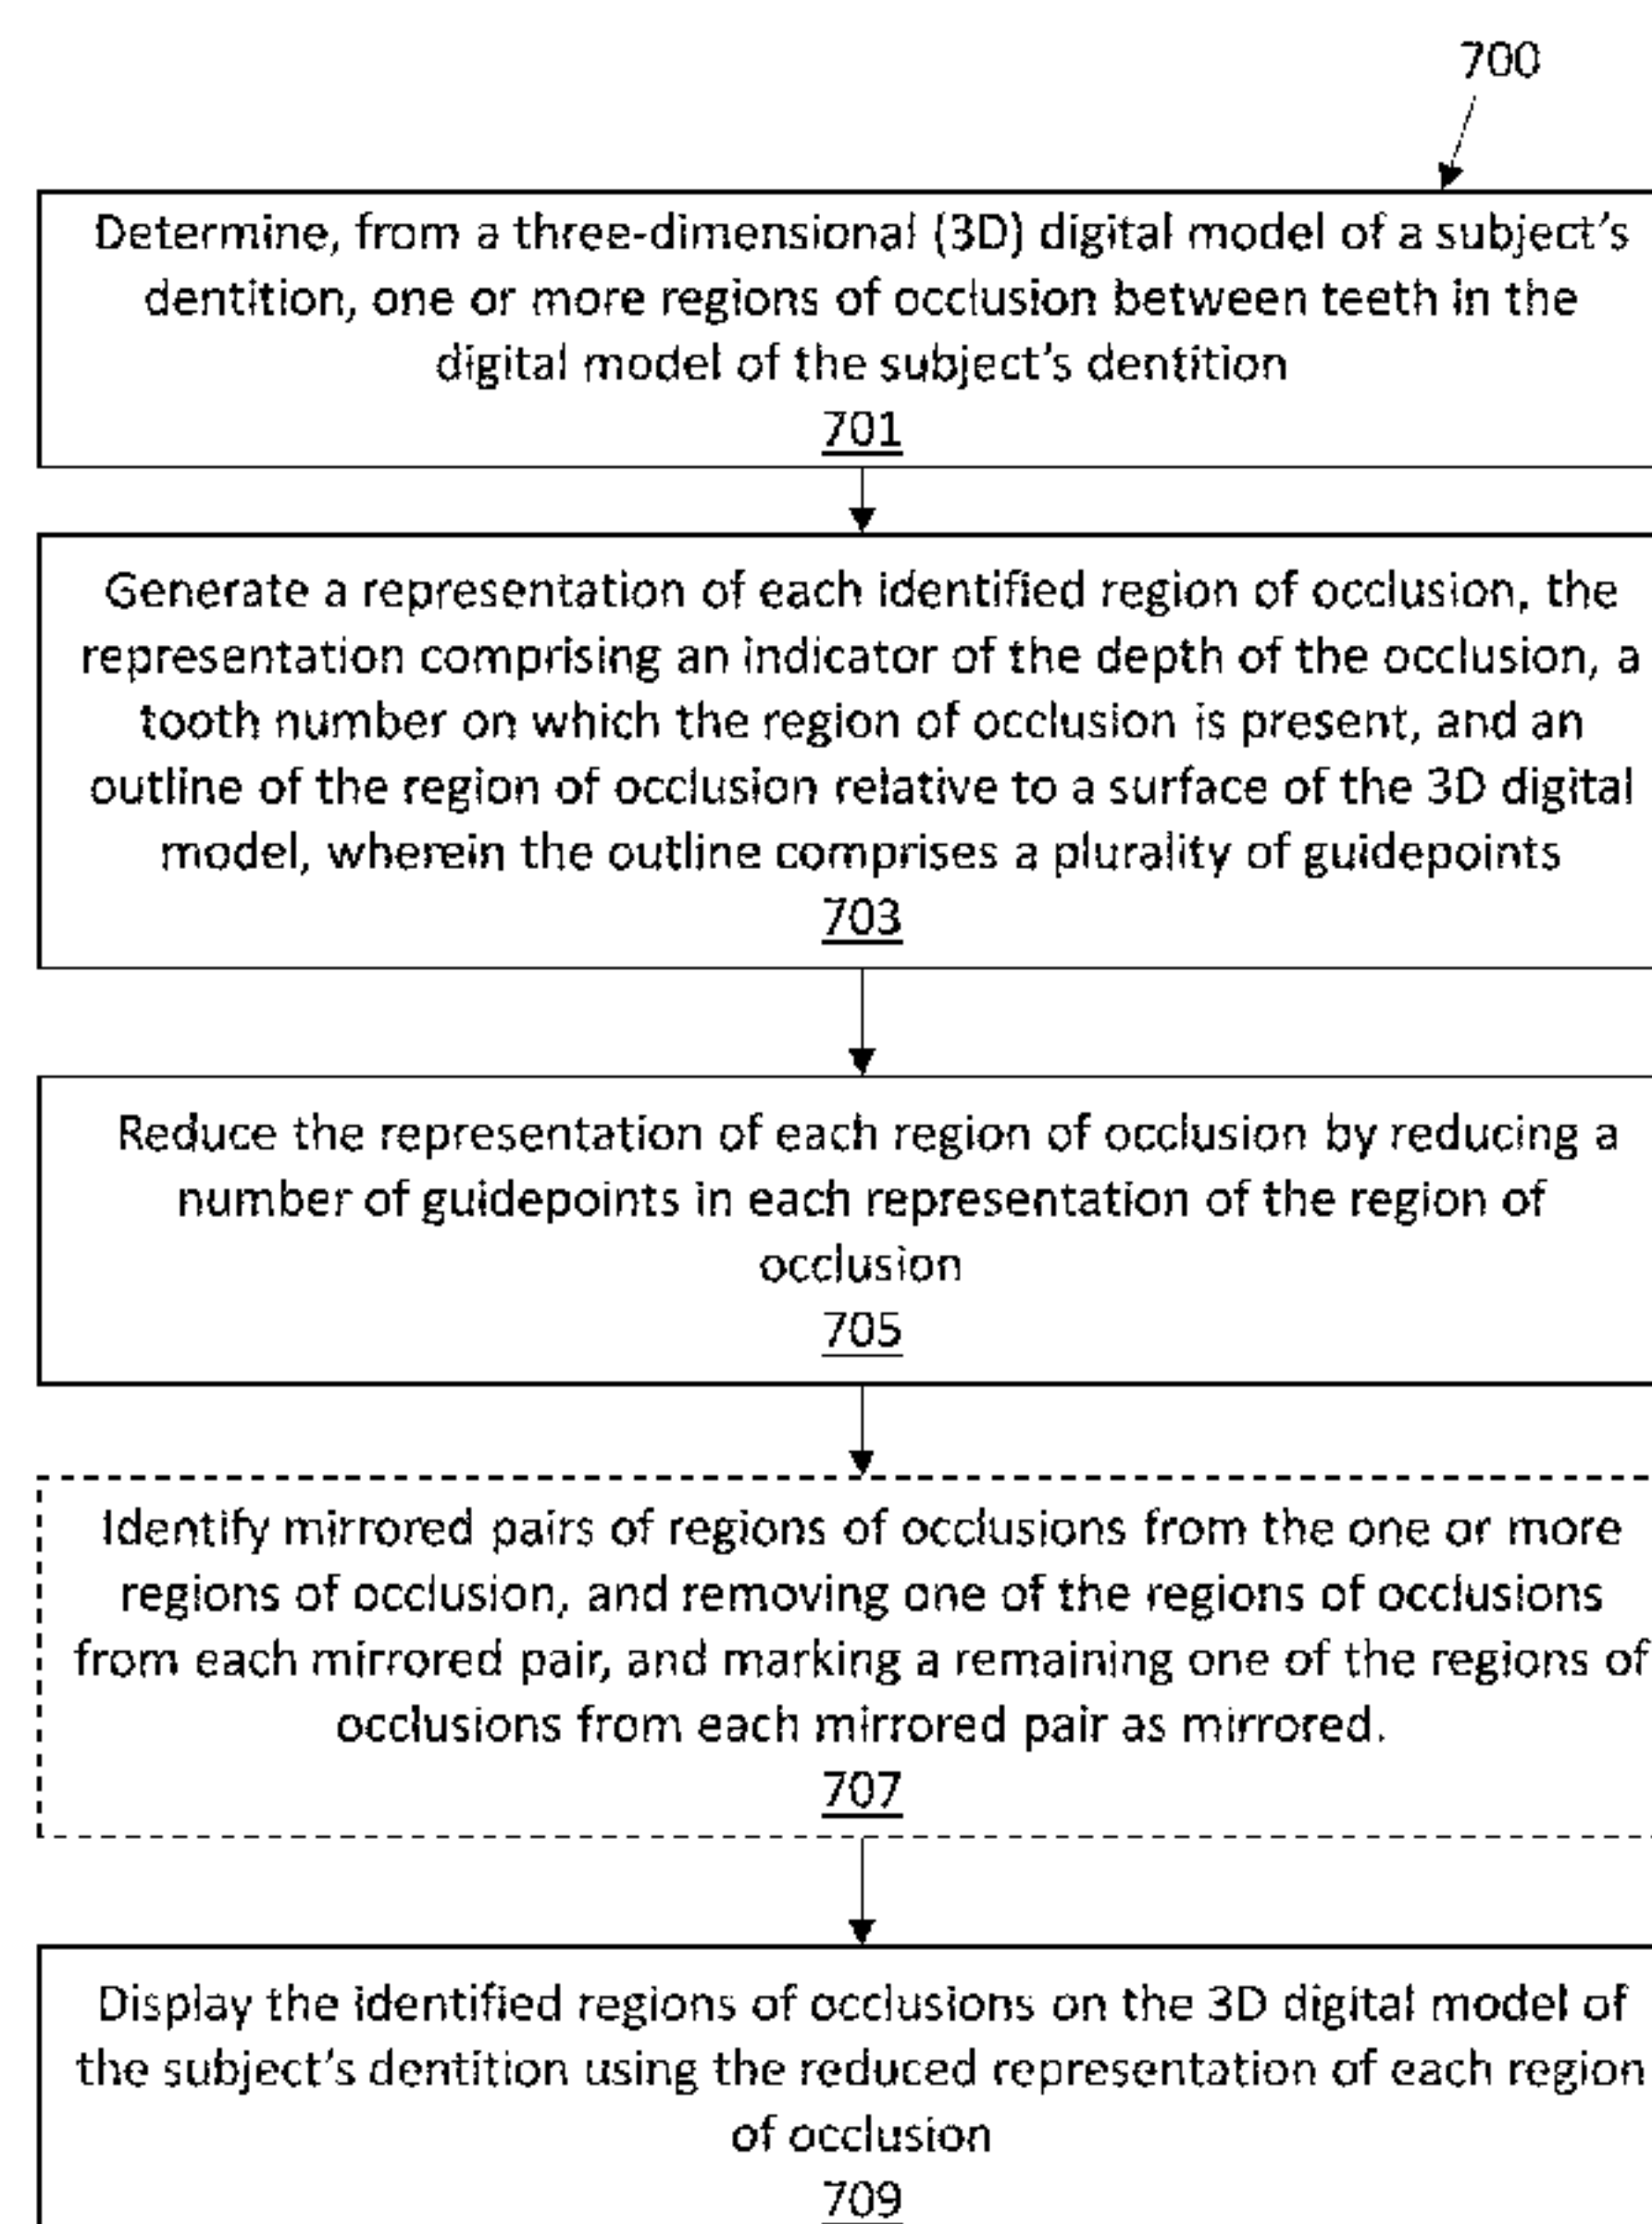 700
Determine, from a three-dimensional (3D) digital model of a subject's
dentition, one or more regions of occlusion between teeth in the
digital model of the subject's dentition
701
Generate a representation of each identified region of occlusion, the
representation comprising an indicator of the depth of the occlusion, a
tooth number on which the region of occlusion is present, and an
outline of the region of occlusion relative to a surface of the 3D digital
model, wherein the outline comprises a plurality of guidepoints
703
Reduce the representation of each region of occlusion by reducing a
number of guidepoints in each representation of the region of
occlusion
705
Identify mirrored pairs of regions of occlusions from the one or more
regions of occlusion, and removing one of the regions of occlusions
from each mirrored pair, and marking a remaining one of the regions of
occlusions from each mirrored pair as mirrored.
707
Display the identified regions of occlusions on the 3D digital model of
the subject's dentition using the reduced representation of each region
of occlusion
709